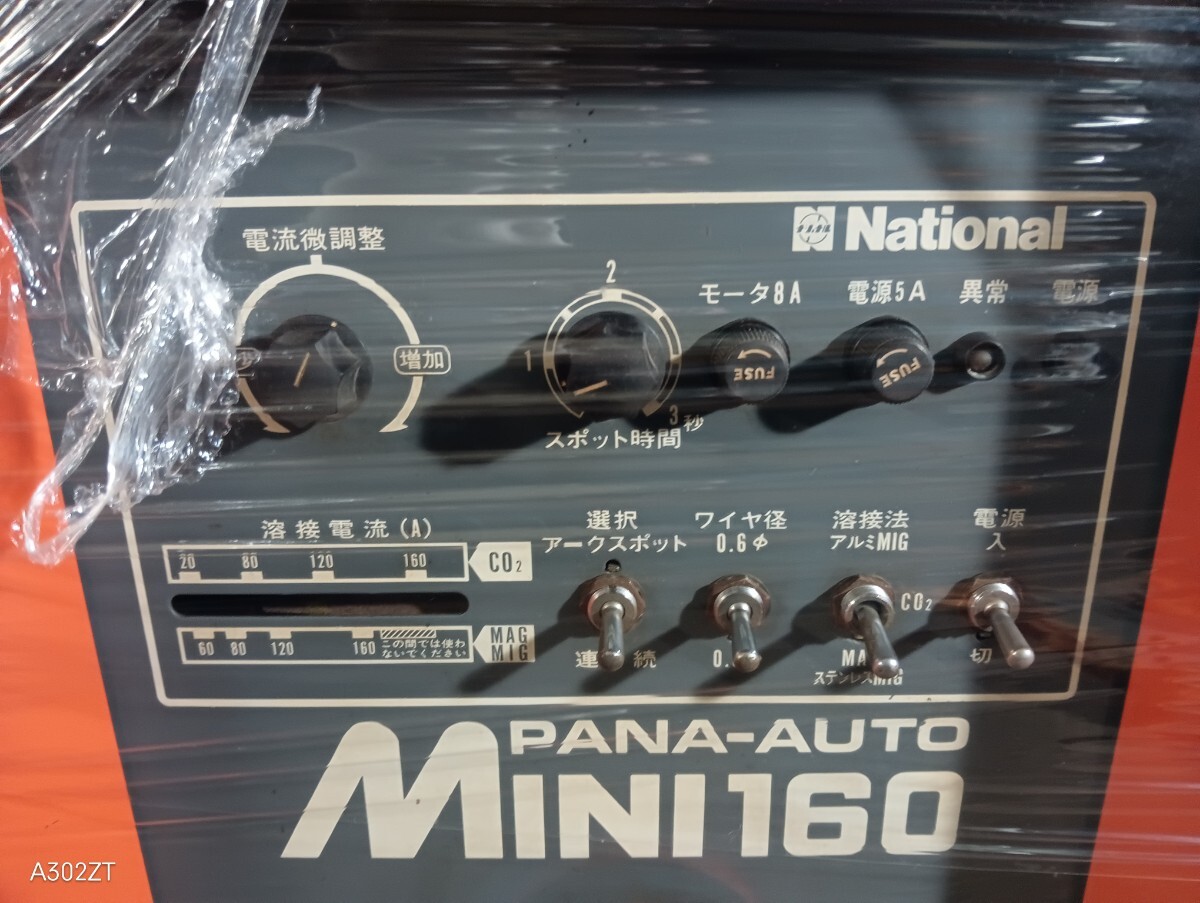 National
電流微調整
2
モータ8A
電源5A
異常
電源
1
少
増加
FUSE
FUSE
3秒
スポット時間
溶接電流(A)
20 80 120 160
CO₂
60 80 120 160
この間では使わ
ないでください
MAG
MIG
選択
アークスポット
連続
ワイヤ径
0.6φ
0.
溶接法
アルミMIG
CO₂
MA
ステンレスMIG
電源
入
切
PANA-AUTO
MINI160
A302ZT